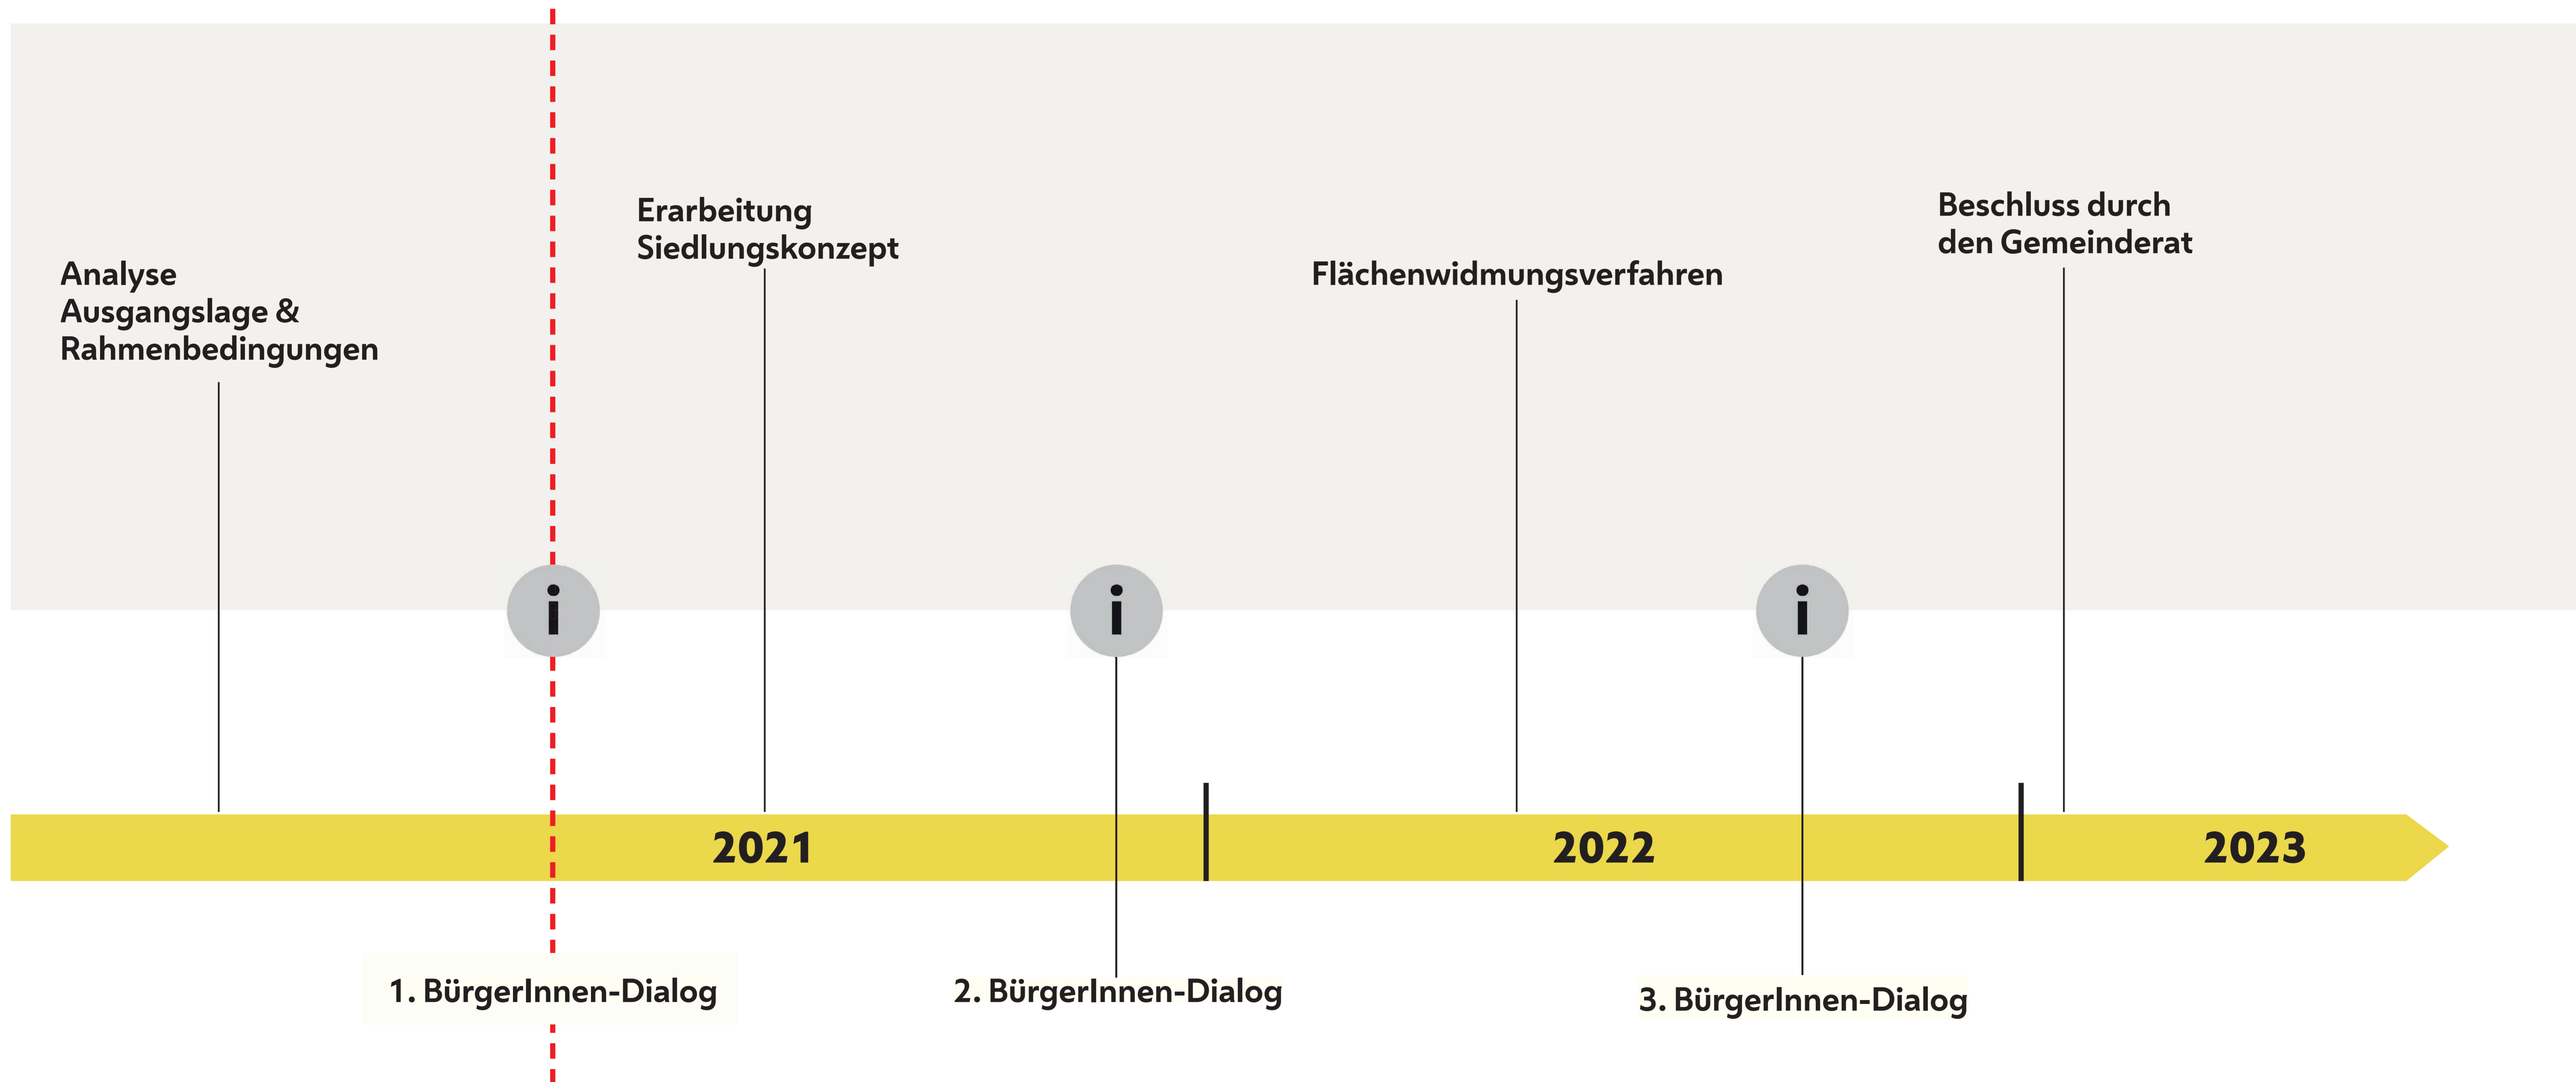 Analyse
Ausgangslage &
Rahmenbedingungen
Erarbeitung
Siedlungskonzept
Flächenwidmungsverfahren
Beschluss durch
den Gemeinderat
i
i
i
2021
2022
2023
1. BürgerInnen-Dialog
2. BürgerInnen-Dialog
3. BürgerInnen-Dialog